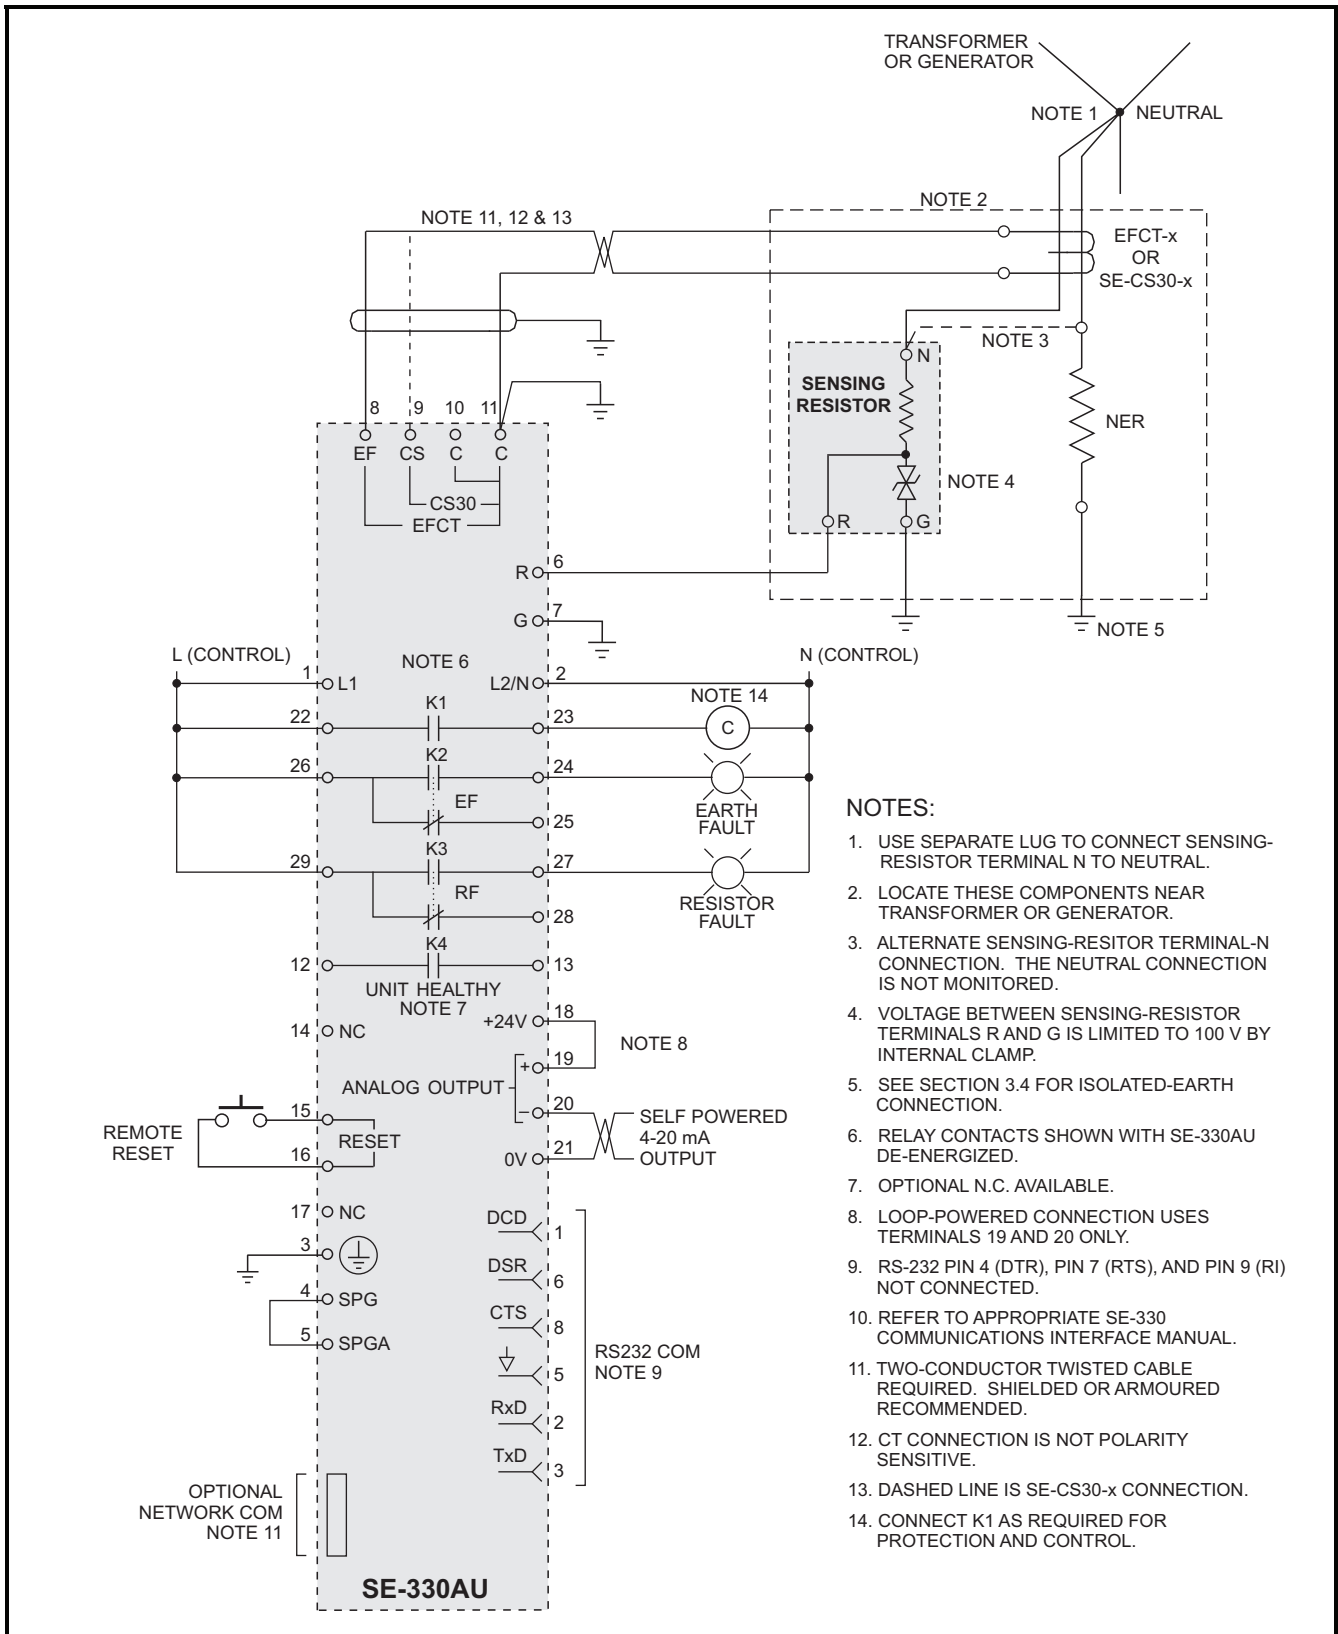 TRANSFORMER
OR GENERATOR
NOTE 1
NEUTRAL
NOTE 2
NOTE 11, 12 & 13
EFCT-x
OR
SE-CS30-x
NOTE 3
N
SENSING
RESISTOR
NER
NOTE 4
R
G
NOTE 5
8
9
10
11
EF
CS
C
C
CS30
EFCT
R
6
G
7
L (CONTROL)
N (CONTROL)
NOTE 6
1
L1
L2/N
2
NOTE 14
22
K1
23
C
26
K2
24
EF
EARTH
FAULT
25
29
K3
27
RF
RESISTOR
FAULT
28
K4
12
13
UNIT HEALTHY
NOTE 7
14
NC
+24V
18
NOTE 8
+
19
ANALOG OUTPUT
–
20
SELF POWERED
4-20 mA
OUTPUT
0V
21
REMOTE
RESET
15
RESET
16
17
NC
3
4
SPG
5
SPGA
DCD
1
DSR
6
CTS
8
5
RxD
2
TxD
3
RS232 COM
NOTE 9
OPTIONAL
NETWORK COM
NOTE 11
SE-330AU
NOTES:
1. USE SEPARATE LUG TO CONNECT SENSING-
RESISTOR TERMINAL N TO NEUTRAL.
2. LOCATE THESE COMPONENTS NEAR
TRANSFORMER OR GENERATOR.
3. ALTERNATE SENSING-RESITOR TERMINAL-N
CONNECTION. THE NEUTRAL CONNECTION
IS NOT MONITORED.
4. VOLTAGE BETWEEN SENSING-RESISTOR
TERMINALS R AND G IS LIMITED TO 100 V BY
INTERNAL CLAMP.
5. SEE SECTION 3.4 FOR ISOLATED-EARTH
CONNECTION.
6. RELAY CONTACTS SHOWN WITH SE-330AU
DE-ENERGIZED.
7. OPTIONAL N.C. AVAILABLE.
8. LOOP-POWERED CONNECTION USES
TERMINALS 19 AND 20 ONLY.
9. RS-232 PIN 4 (DTR), PIN 7 (RTS), AND PIN 9 (RI)
NOT CONNECTED.
10. REFER TO APPROPRIATE SE-330
COMMUNICATIONS INTERFACE MANUAL.
11. TWO-CONDUCTOR TWISTED CABLE
REQUIRED. SHIELDED OR ARMOURED
RECOMMENDED.
12. CT CONNECTION IS NOT POLARITY
SENSITIVE.
13. DASHED LINE IS SE-CS30-x CONNECTION.
14. CONNECT K1 AS REQUIRED FOR
PROTECTION AND CONTROL.